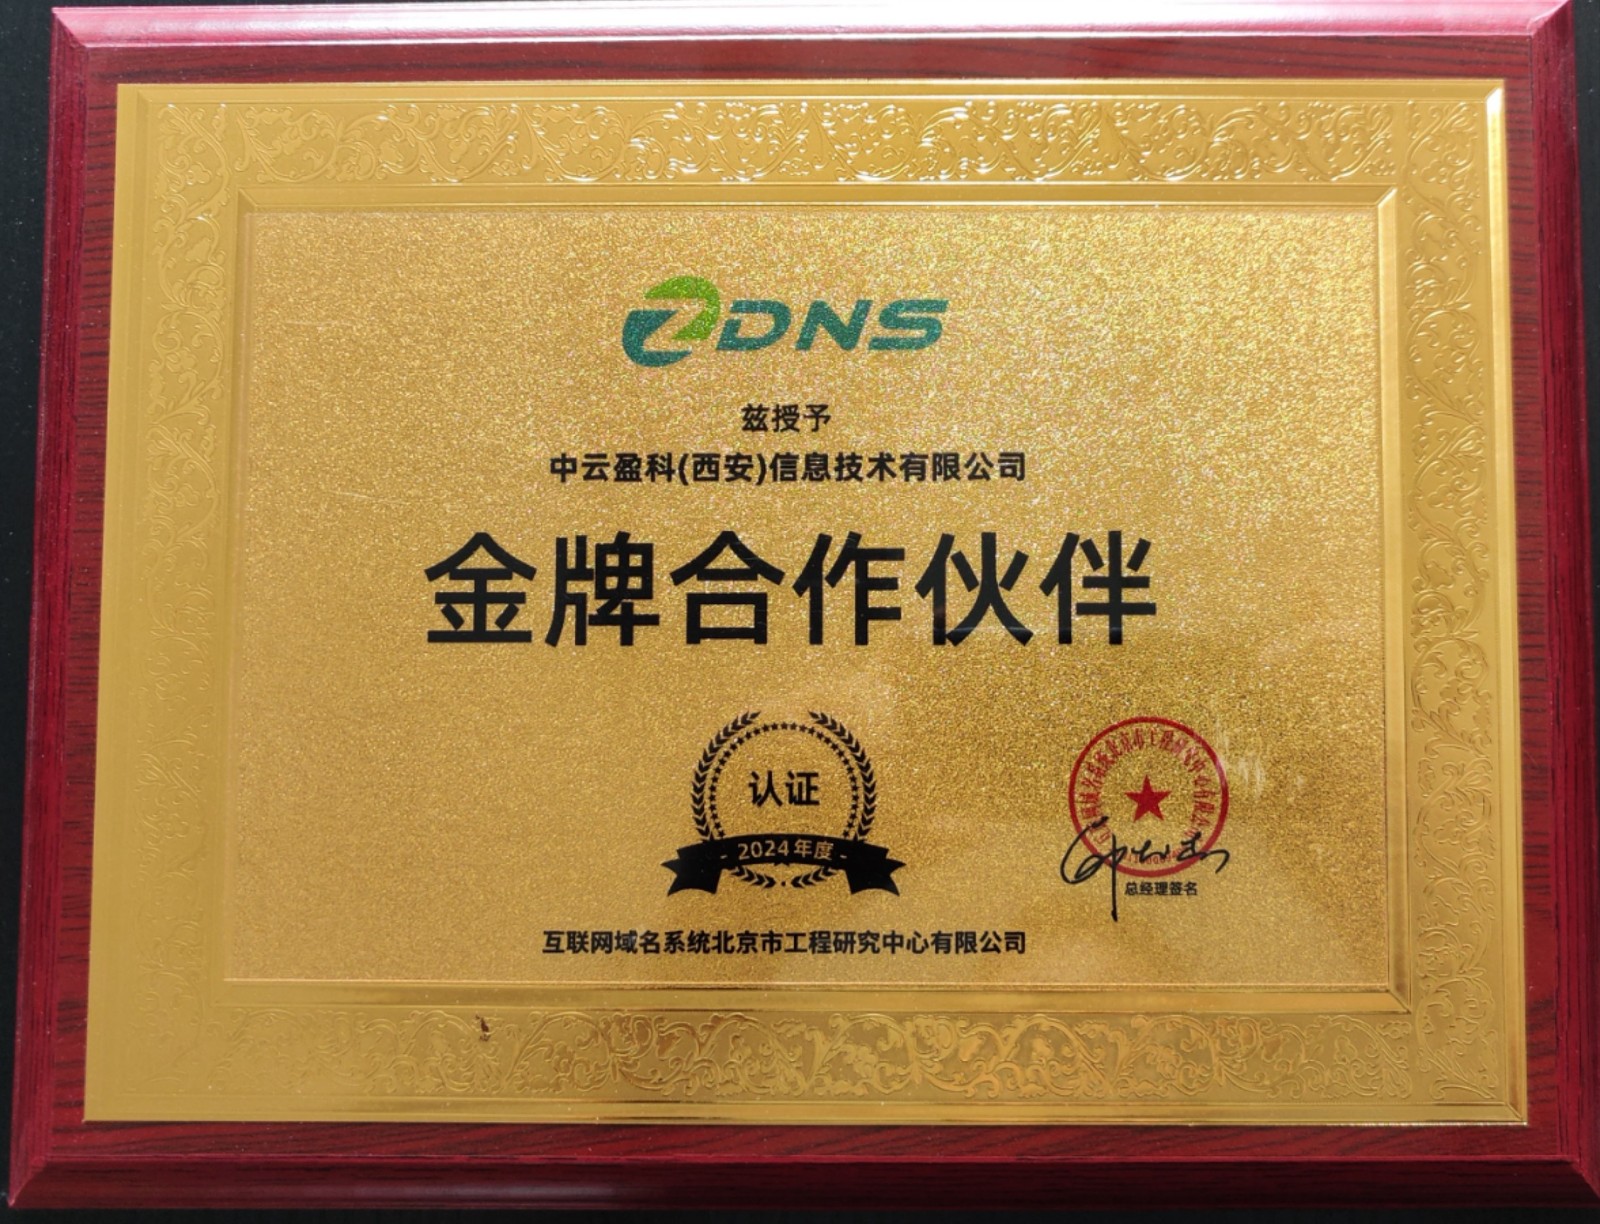 ZDNS
兹授予
中云盈科(西安)信息技术有限公司
金牌合作伙伴
认证
- 2024年度 -
总经理签名
互联网域名系统北京市工程研究中心有限公司